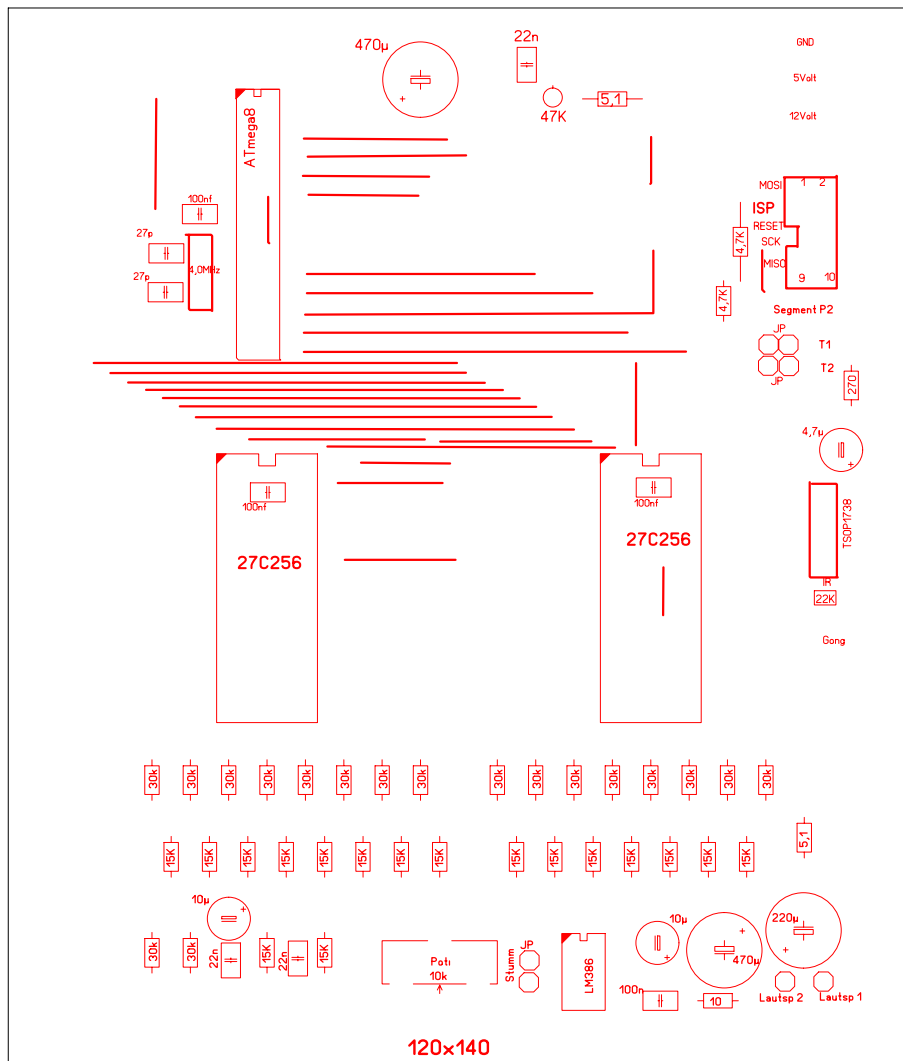 470µ
22n
GND
5Volt
12Volt
47K
5,1
ATmega8
100nf
27p
27p
4,0MHz
MOSI
1 2
ISP
RESET
SCK
MISO
9 10
4,7K
4,7K
Segment P2
JP
T1
T2
JP
270
4,7µ
TSOP1738
IR
22K
Gong
100nf
27C256
100nf
27C256
30k 30k 30k 30k 30k 30k 30k 30k 30k 30k 30k 30k 30k 30k 30k 30k
15K 15K 15K 15K 15K 15K 15K 15K 15K 15K 15K 15K 15K 15K 15K
5,1
10µ
30k 30k 22n 15K 22n 15K
Poti
10k
JP
Stumm
LM386
10µ
470µ
220µ
100n
10
Lautsp 2
Lautsp 1
120x140